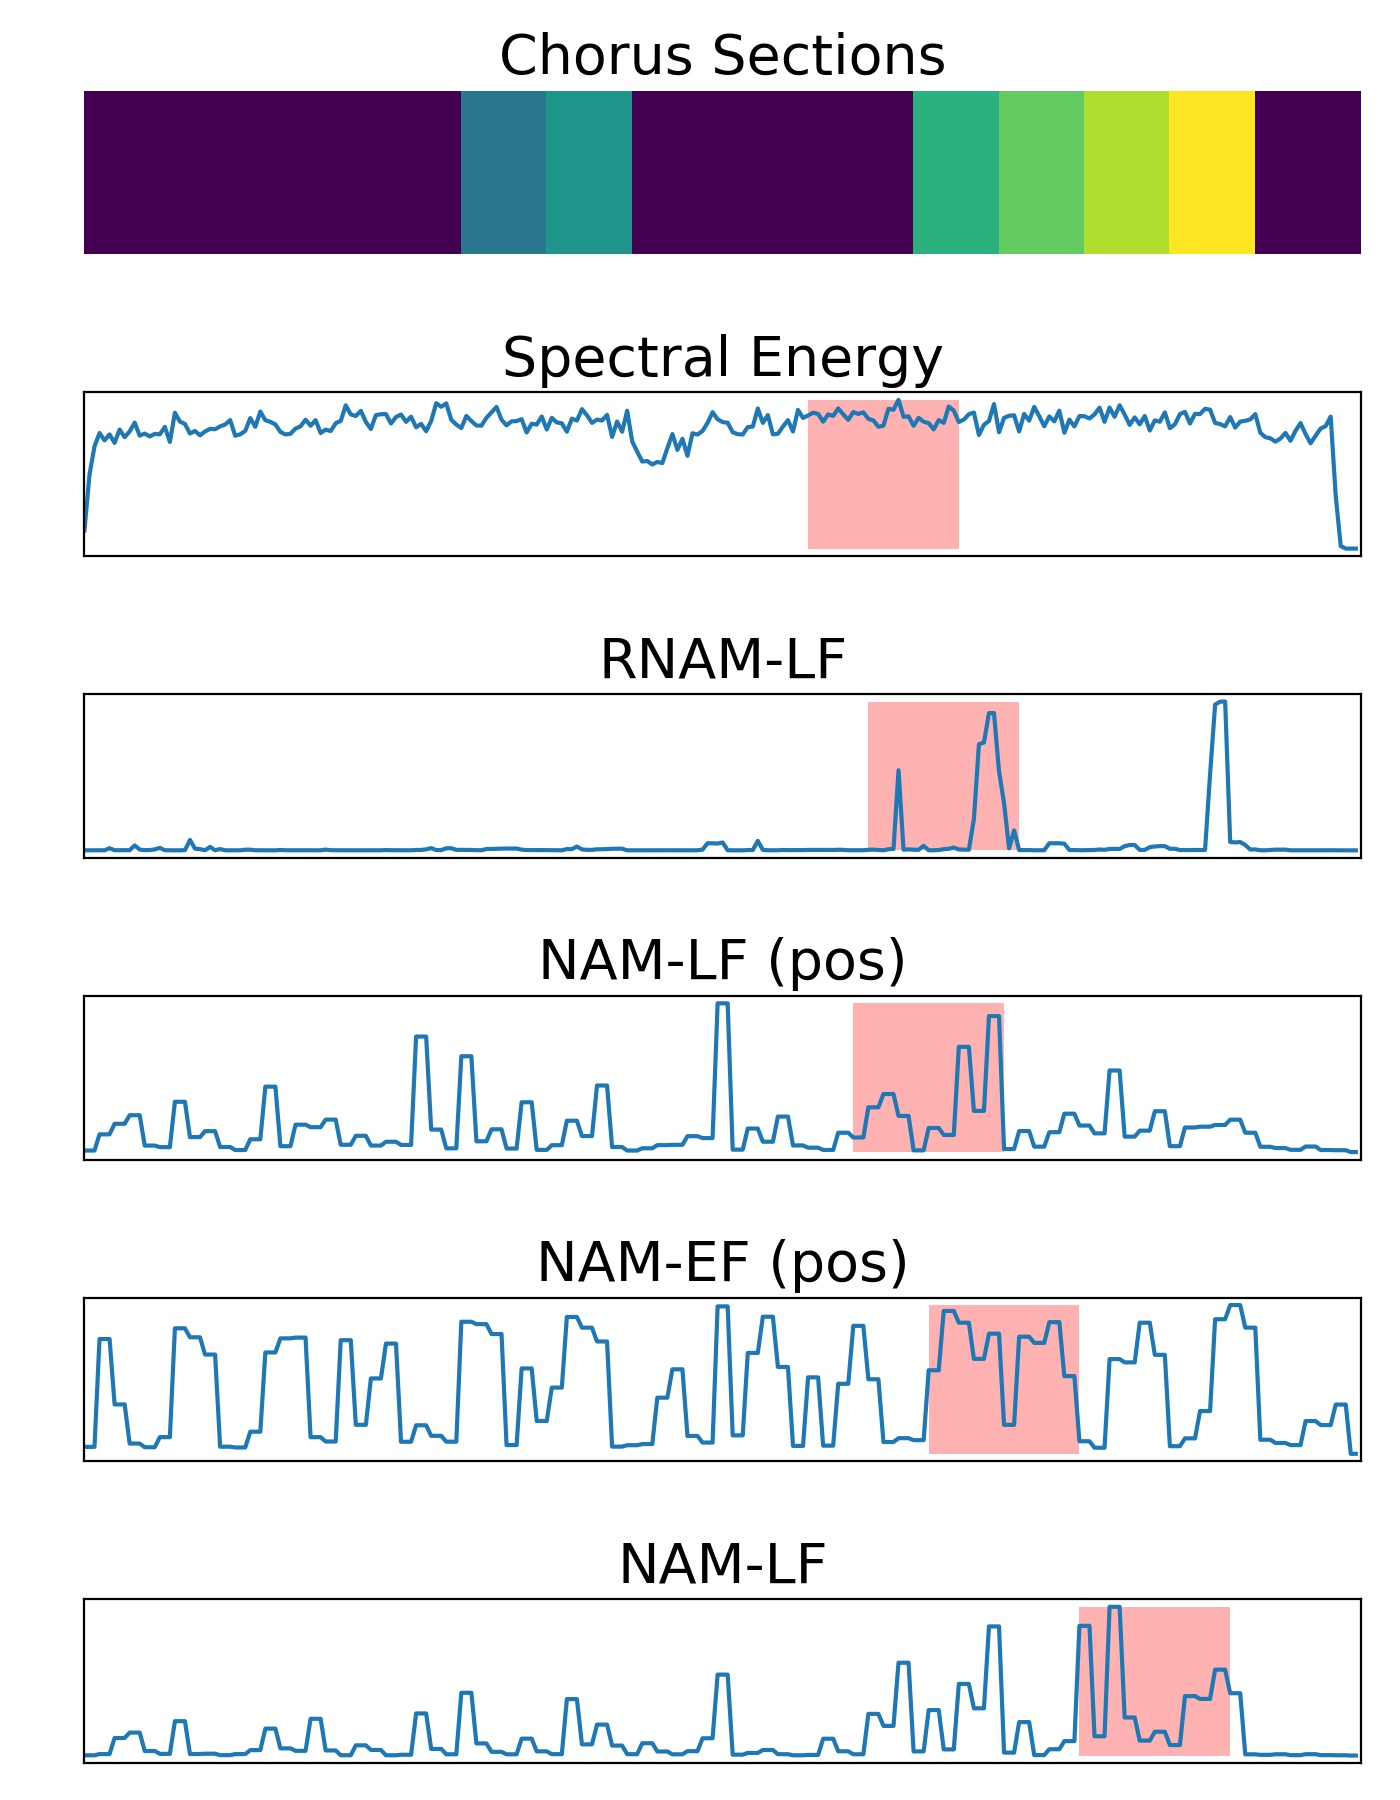 Chorus Sections
Spectral Energy
RNAM-LF
NAM-LF (pos)
NAM-EF (pos)
NAM-LF